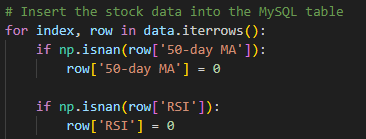 # Insert the stock data into the MySQL table
for index, row in data.iterrows():
    if np.isnan(row['50-day MA']):
        row['50-day MA'] = 0
    if np.isnan(row['RSI']):
        row['RSI'] = 0